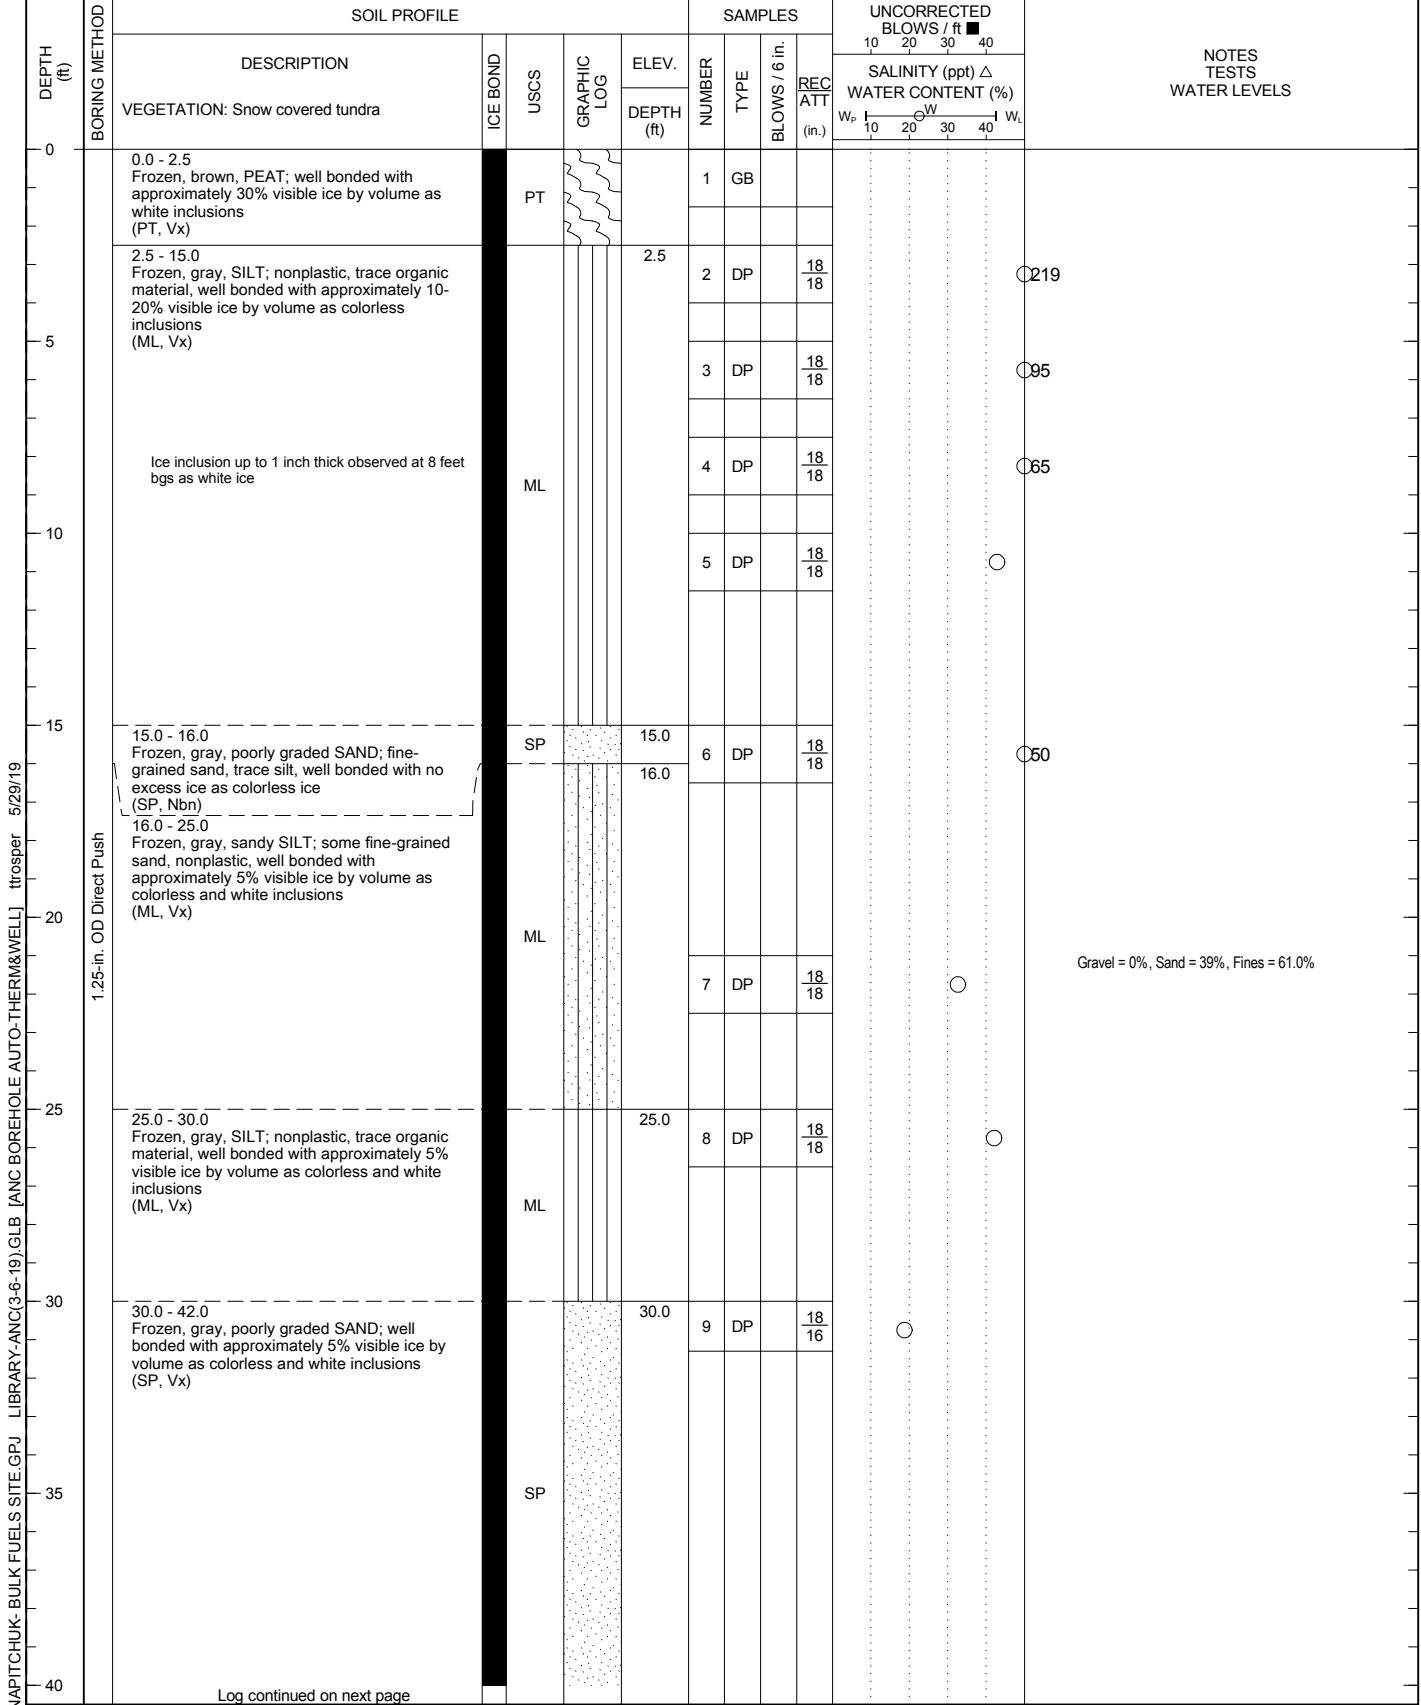 DEPTH
(ft)
BORING METHOD
SOIL PROFILE
SAMPLES
UNCORRECTED
BLOWS / ft ■
10 20 30 40
NOTES
TESTS
WATER LEVELS
DESCRIPTION
VEGETATION: Snow covered tundra
ICE BOND
USCS
GRAPHIC
LOG
ELEV.
DEPTH
(ft)
NUMBER
TYPE
BLOWS / 6 in.
REC
ATT
(in.)
SALINITY (ppt) △
WATER CONTENT (%)
WP W WL
10 20 30 40
0
0.0 - 2.5
Frozen, brown, PEAT; well bonded with
approximately 30% visible ice by volume as
white inclusions
(PT, Vx)
PT
1 GB
2.5 - 15.0
Frozen, gray, SILT; nonplastic, trace organic
material, well bonded with approximately 10-
20% visible ice by volume as colorless
inclusions
(ML, Vx)
2.5
2 DP 18
18
219
5
3 DP 18
18
95
Ice inclusion up to 1 inch thick observed at 8 feet
bgs as white ice
ML
4 DP 18
18
65
10
5 DP 18
18
15
15.0 - 16.0
Frozen, gray, poorly graded SAND; fine-
grained sand, trace silt, well bonded with no
excess ice as colorless ice
(SP, Nbn)
SP
15.0
16.0
6 DP 18
18
50
16.0 - 25.0
Frozen, gray, sandy SILT; some fine-grained
sand, nonplastic, well bonded with
approximately 5% visible ice by volume as
colorless and white inclusions
(ML, Vx)
20
ML
7 DP 18
18
Gravel = 0%, Sand = 39%, Fines = 61.0%
1.25-in. OD Direct Push
25
25.0 - 30.0
Frozen, gray, SILT; nonplastic, trace organic
material, well bonded with approximately 5%
visible ice by volume as colorless and white
inclusions
(ML, Vx)
ML
25.0
8 DP 18
18
30
30.0 - 42.0
Frozen, gray, poorly graded SAND; well
bonded with approximately 5% visible ice by
volume as colorless and white inclusions
(SP, Vx)
30.0
9 DP 18
16
35
SP
40
Log continued on next page
NAPITCHUK- BULK FUELS SITE.GPJ LIBRARY-ANC(3-6-19).GLB [ANC BOREHOLE AUTO-THERM&WELL] ttrosper 5/29/19